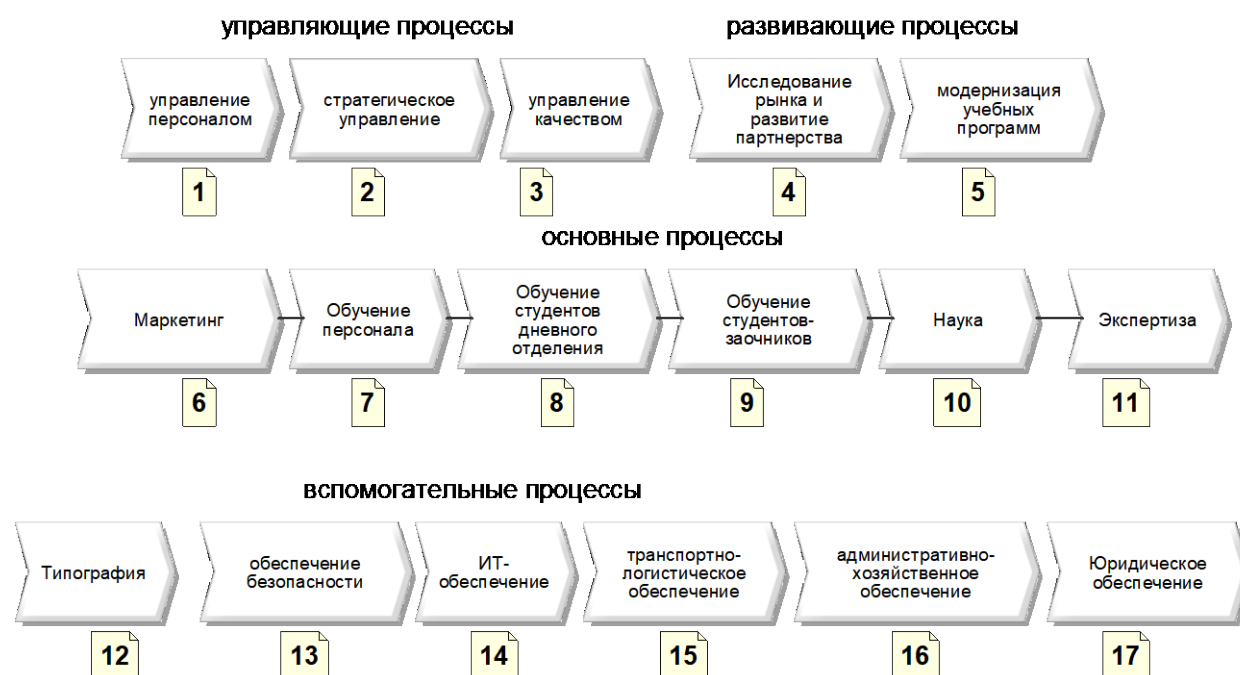 управляющие процессы
развивающие процессы
управление
персоналом
стратегическое
управление
управление
качеством
Исследование
рынка и
развитие
партнерства
модернизация
учебных
программ
1
2
3
4
5
основные процессы
Маркетинг
Обучение
персонала
Обучение
студентов
дневного
отделения
Обучение
студентов-
заочников
Наука
Экспертиза
6
7
8
9
10
11
вспомогательные процессы
Типография
обеспечение
безопасности
ИТ-
обеспечение
транспортно-
логистическое
обеспечение
административно-
хозяйственное
обеспечение
Юридическое
обеспечение
12
13
14
15
16
17